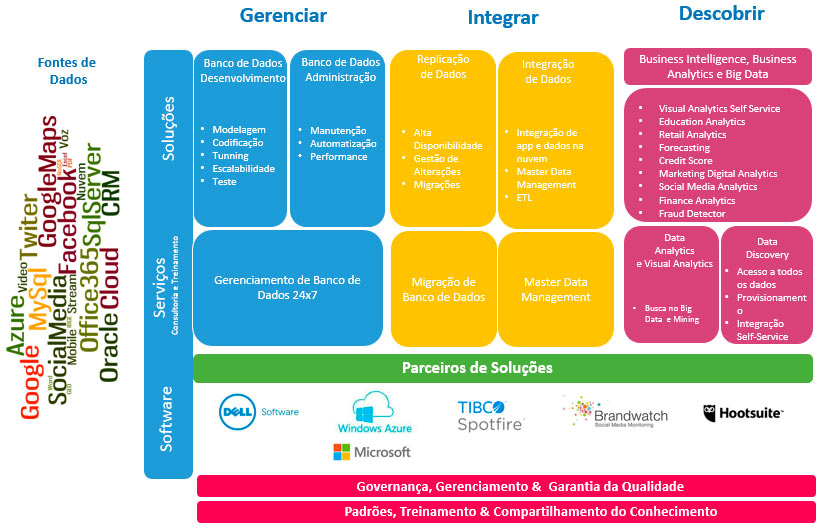 Gerenciar
Integrar
Descobrir
Fontes de
Dados
Soluções
Banco de Dados
Desenvolvimento
• Modelagem
• Codificação
• Tunning
• Escalabilidade
• Teste
Banco de Dados
Administração
• Manutenção
• Automatização
• Performance
Replicação
de Dados
• Alta
Disponibilidade
• Gestão de
Alterações
• Migrações
Integração
de Dados
• Integração de
app e dados na
nuvem
• Master Data
Management
• ETL
Business Intelligence, Business
Analytics e Big Data
• Visual Analytics Self Service
• Education Analytics
• Retail Analytics
• Forecasting
• Credit Score
• Marketing Digital Analytics
• Social Media Analytics
• Finance Analytics
• Fraud Detector
Serviços
Consultoria e Treinamento
Gerenciamento de Banco de
Dados 24x7
Migração de
Banco de Dados
Master Data
Management
Data
Analytics
e Visual Analytics
• Busca no Big
Data e Mining
Data
Discovery
• Acesso a todos
os dados
• Provisionament
o
• Integração
Self-Service
Software
Parceiros de Soluções
DELL Software
Windows Azure
Microsoft
TIBCO
Spotfire
Brandwatch
Social Media Monitoring
Hootsuite™
Governança, Gerenciamento & Garantia da Qualidade
Padrões, Treinamento & Compartilhamento do Conhecimento
Google
Azure
Video
MySql
Twiter
SocialMedia
Word
GEO
Mobile
Stream
Facebook
GoogleMaps
Excel
PDF
Voz
Nuvem
Office365
SqlServer
Oracle
Cloud
CRM